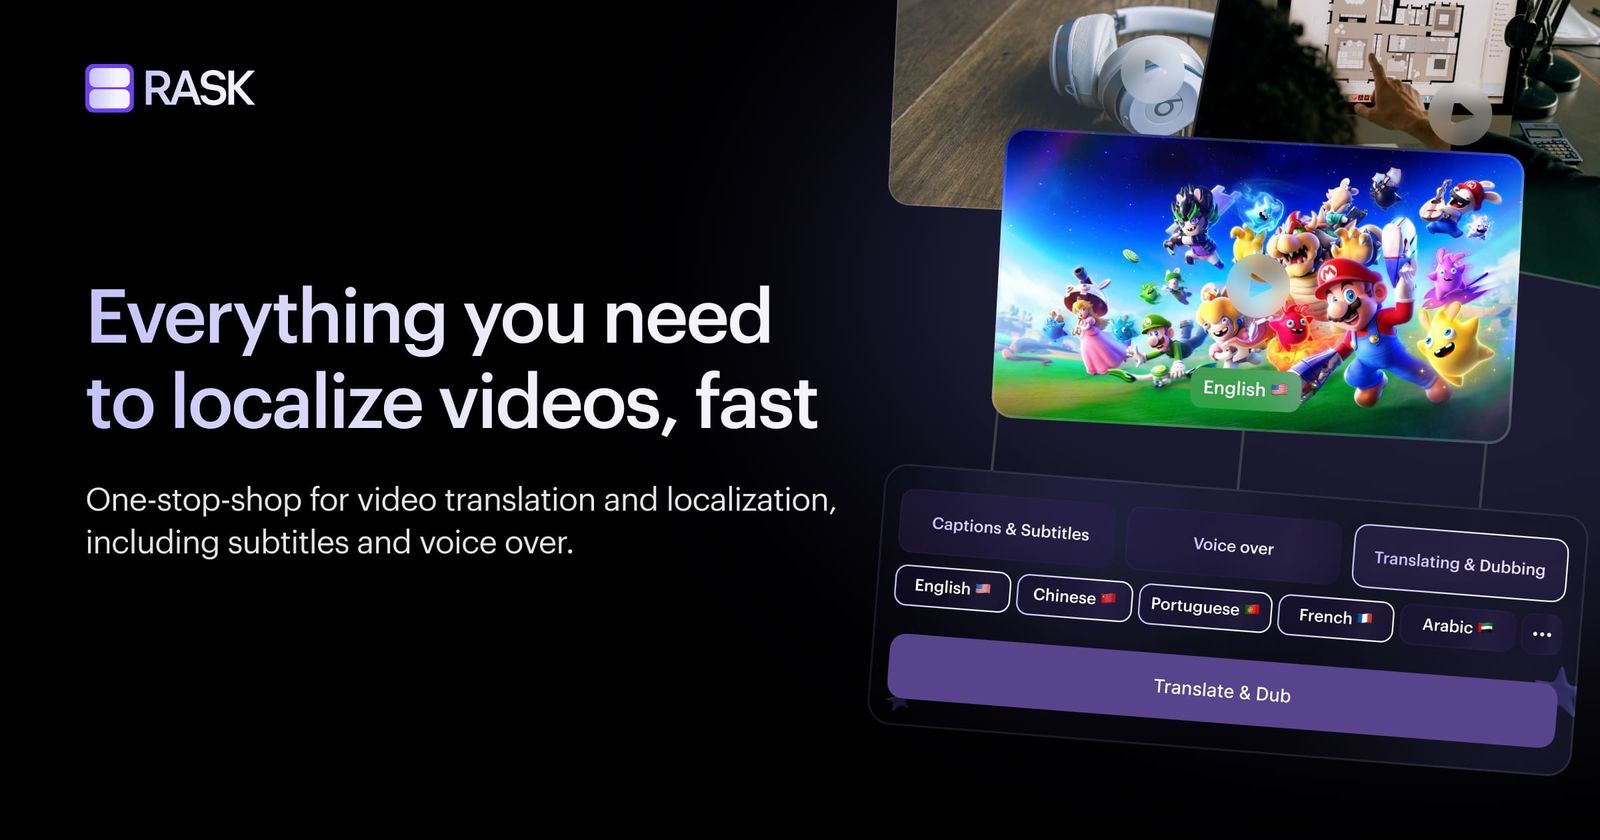 RASK
Everything you need
to localize videos, fast
One-stop-shop for video translation and localization,
including subtitles and voice over.
English 🇺🇸
Captions & Subtitles
Voice over
Translating & Dubbing
English 🇺🇸
Chinese 🇨🇳
Portuguese 🇵🇹
French 🇫🇷
Arabic 🇦🇪
•••
Translate & Dub